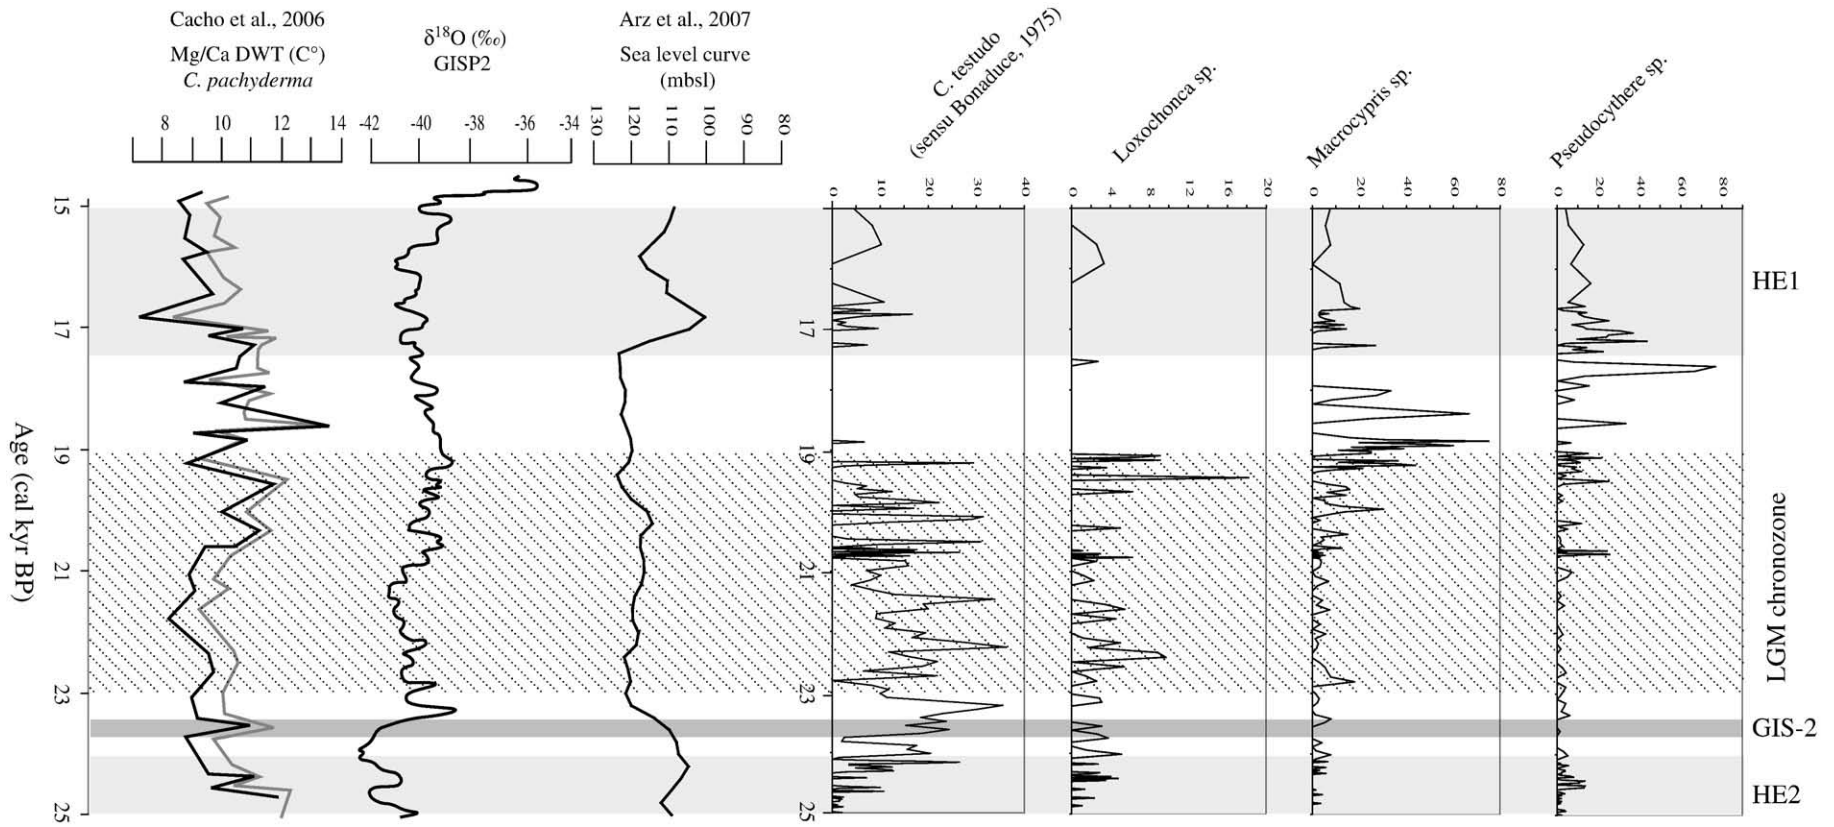 Cacho et al., 2006
Mg/Ca DWT (C°)
C. pachyderma
8 10 12 14
δ¹⁸O (‰)
GISP2
-42 -40 -38 -36 -34
Arz et al., 2007
Sea level curve
(mbsl)
130 120 110 100 90 80
C. testudo
(sensu Bonaduce, 1975)
0 10 20 30 40
Loxochonca sp.
0 4 8 12 16 20
Macrocypris sp.
0 20 40 60 80
Pseudocythere sp.
0 20 40 60 80
Age (cal kyr BP)
15
17
19
21
23
25
17
19
21
23
25
HE1
LGM chronozone
GIS-2
HE2